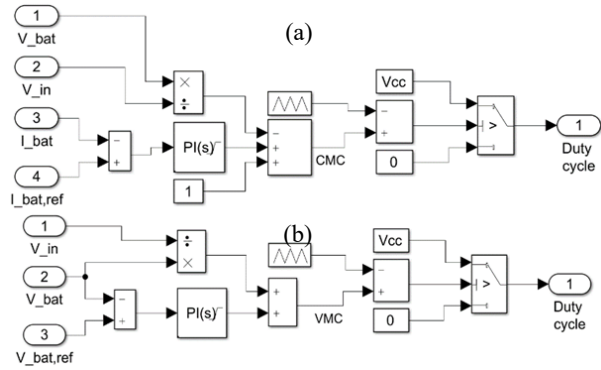 (a)
1
V_bat
2
V_in
3
I_bat
4
I_bat,ref
×
÷
-
+
PI(s)
1
-
+
+
CMC
-
+
Vcc
0
>
1
Duty
cycle
(b)
1
V_in
2
V_bat
3
V_bat,ref
÷
×
-
+
PI(s)
+
+
VMC
-
+
Vcc
0
>
1
Duty
cycle